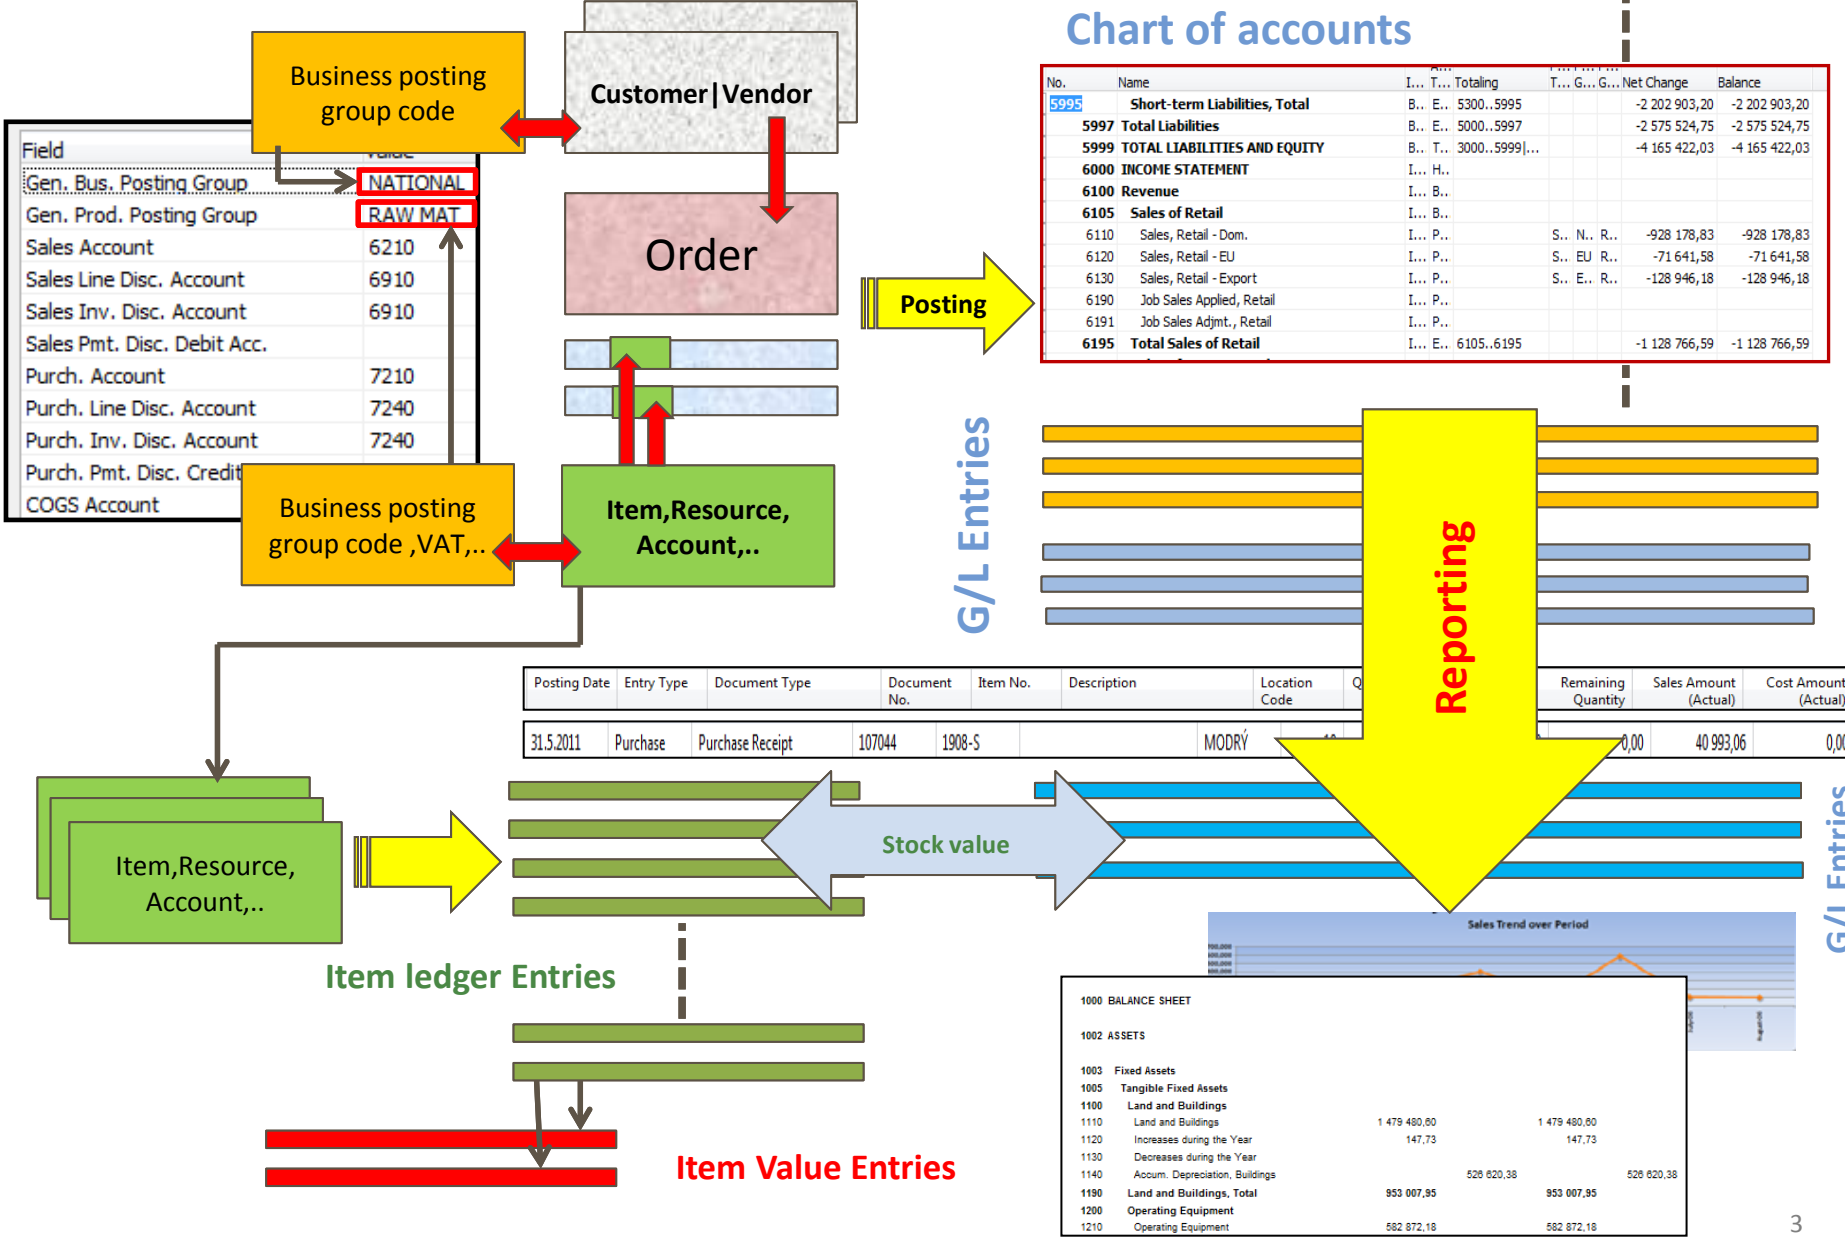 Chart of accounts
Business posting
group code
Customer|Vendor
Field
NATIONAL
Gen. Bus. Posting Group
Gen. Prod. Posting Group RAW MAT
Sales Account 6210
Sales Line Disc. Account 6910
Sales Inv. Disc. Account 6910
Sales Pmt. Disc. Debit Acc.
Purch. Account 7210
Purch. Line Disc. Account 7240
Purch. Inv. Disc. Account 7240
Purch. Pmt. Disc. Credit
COGS Account
Business posting
group code ,VAT,..
Order
Item,Resource,
Account,..
Posting
No. Name I... T... Totaling T... G... G... Net Change Balance
5995 Short-term Liabilities, Total B... E... 5300..5995 -2 202 903,20 -2 202 903,20
5997 Total Liabilities B... E... 5000..5997 -2 575 524,75 -2 575 524,75
5999 TOTAL LIABILITIES AND EQUITY B... T... 3000..5999|... -4 165 422,03 -4 165 422,03
6000 INCOME STATEMENT I... H...
6100 Revenue I... B...
6105 Sales of Retail I... B...
6110 Sales, Retail - Dom. I... P... S... N... R... -928 178,83 -928 178,83
6120 Sales, Retail - EU I... P... S... EU R... -71 641,58 -71 641,58
6130 Sales, Retail - Export I... P... S... E... R... -128 946,18 -128 946,18
6190 Job Sales Applied, Retail I... P...
6191 Job Sales Adjmt., Retail I... P...
6195 Total Sales of Retail I... E... 6105..6195 -1 128 766,59 -1 128 766,59
G/L Entries
Reporting
Posting Date Entry Type Document Type Document No. Item No. Description Location Code Q Remaining Quantity Sales Amount (Actual) Cost Amount (Actual)
31.5.2011 Purchase Purchase Receipt 107044 1908-S MODRÝ 0,00 40 993,06 0,00
Item,Resource,
Account,..
Stock value
G/L Entries
Item ledger Entries
Item Value Entries
Sales Trend over Period
1000 BALANCE SHEET
1002 ASSETS
1003 Fixed Assets
1005 Tangible Fixed Assets
1100 Land and Buildings
1110 Land and Buildings 1 479 480,60 1 479 480,60
1120 Increases during the Year 147,73 147,73
1130 Decreases during the Year
1140 Accum. Depreciation, Buildings 526 620,38 526 620,38
1190 Land and Buildings, Total 953 007,95 953 007,95
1200 Operating Equipment
1210 Operating Equipment 582 872,18 582 872,18
3